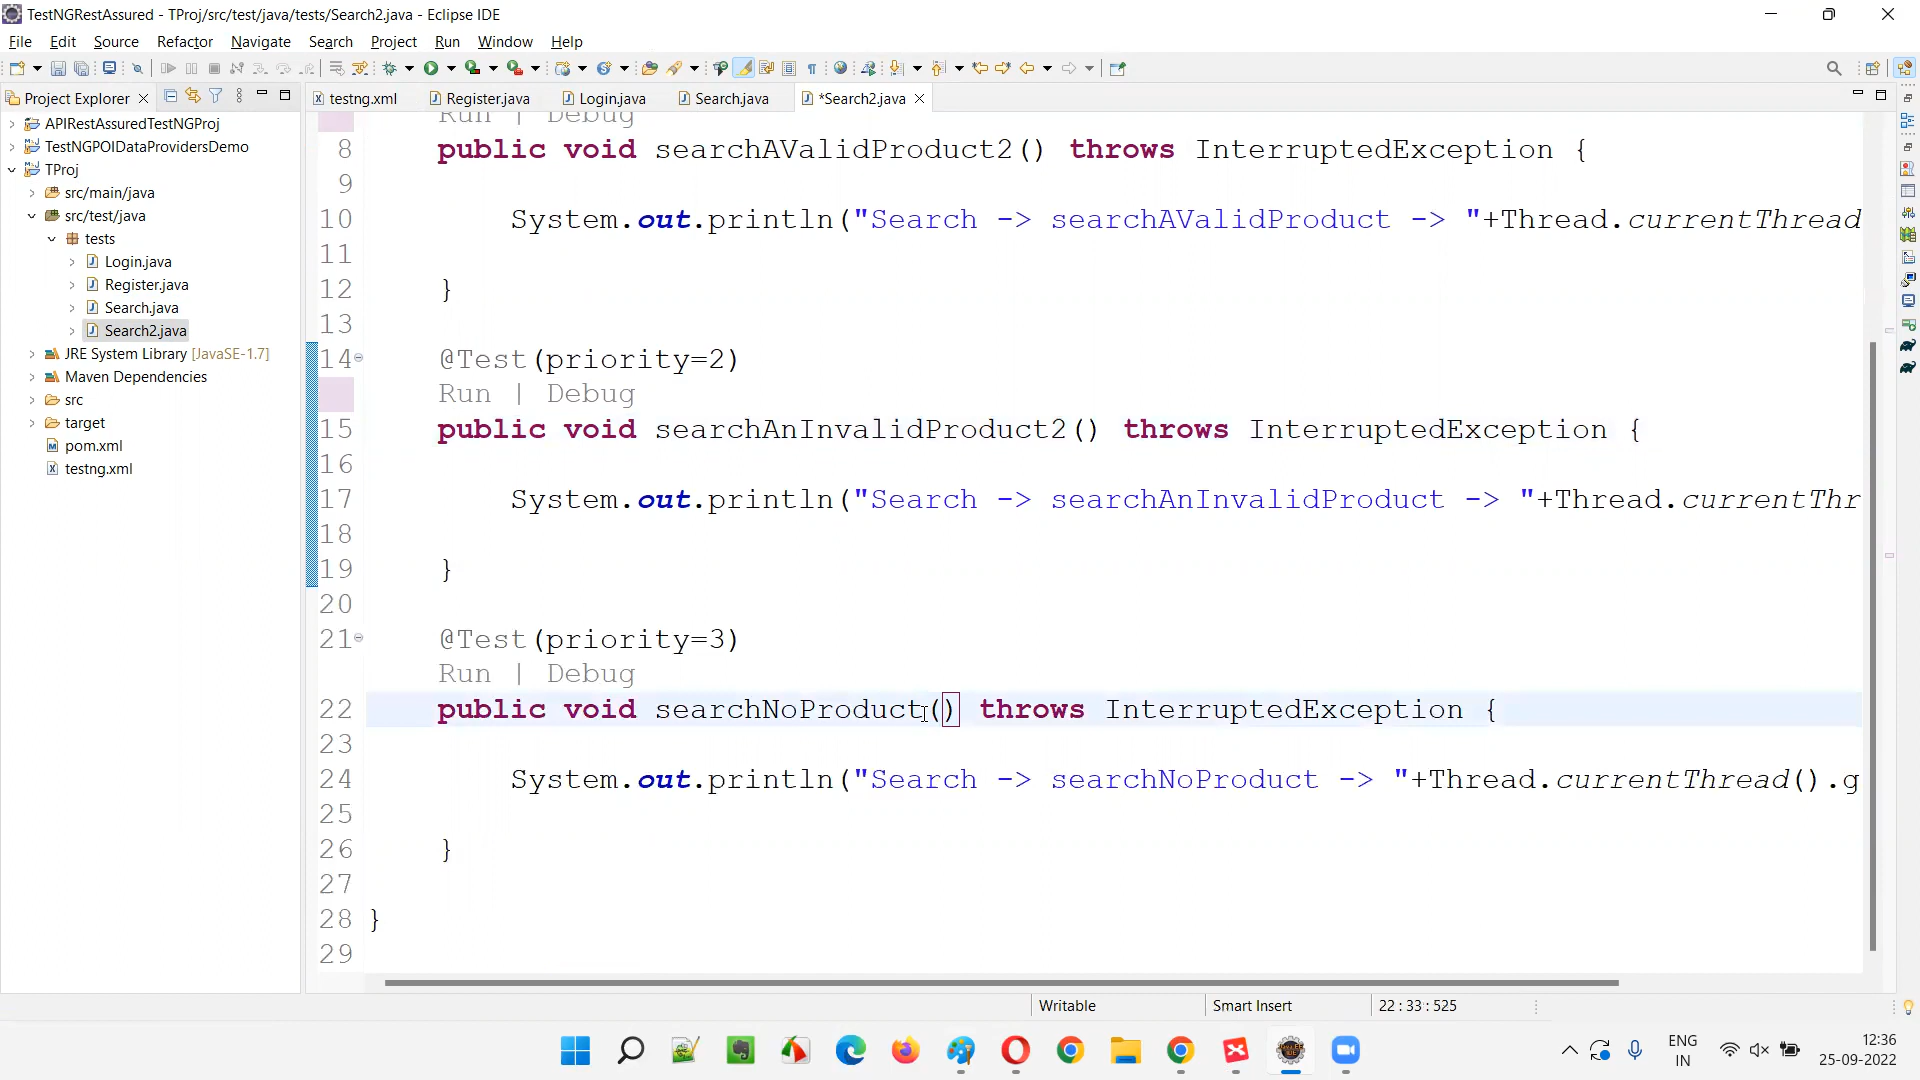 TestNGRestAssured - TProj/src/test/java/tests/Search2.java - Eclipse IDE
File Edit Source Refactor Navigate Search Project Run Window Help
Project Explorer
testng.xml Register.java Login.java Search.java *Search2.java
APIRestAssuredTestNGProj
TestNGPOIDataProvidersDemo
TProj
src/main/java
src/test/java
tests
Login.java
Register.java
Search.java
Search2.java
JRE System Library [JavaSE-1.7]
Maven Dependencies
src
target
pom.xml
testng.xml
Run | Debug
8 public void searchAValidProduct2() throws InterruptedException {
9
10 System.out.println("Search -> searchAValidProduct -> "+Thread.currentThread
11
12 }
13
14 @Test(priority=2)
Run | Debug
15 public void searchAnInvalidProduct2() throws InterruptedException {
16
17 System.out.println("Search -> searchAnInvalidProduct -> "+Thread.currentThr
18
19 }
20
21 @Test(priority=3)
Run | Debug
22 public void searchNoProduct() throws InterruptedException {
23
24 System.out.println("Search -> searchNoProduct -> "+Thread.currentThread().g
25
26 }
27
28 }
29
Writable Smart Insert 22 : 33 : 525
ENG
IN
12:36
25-09-2022